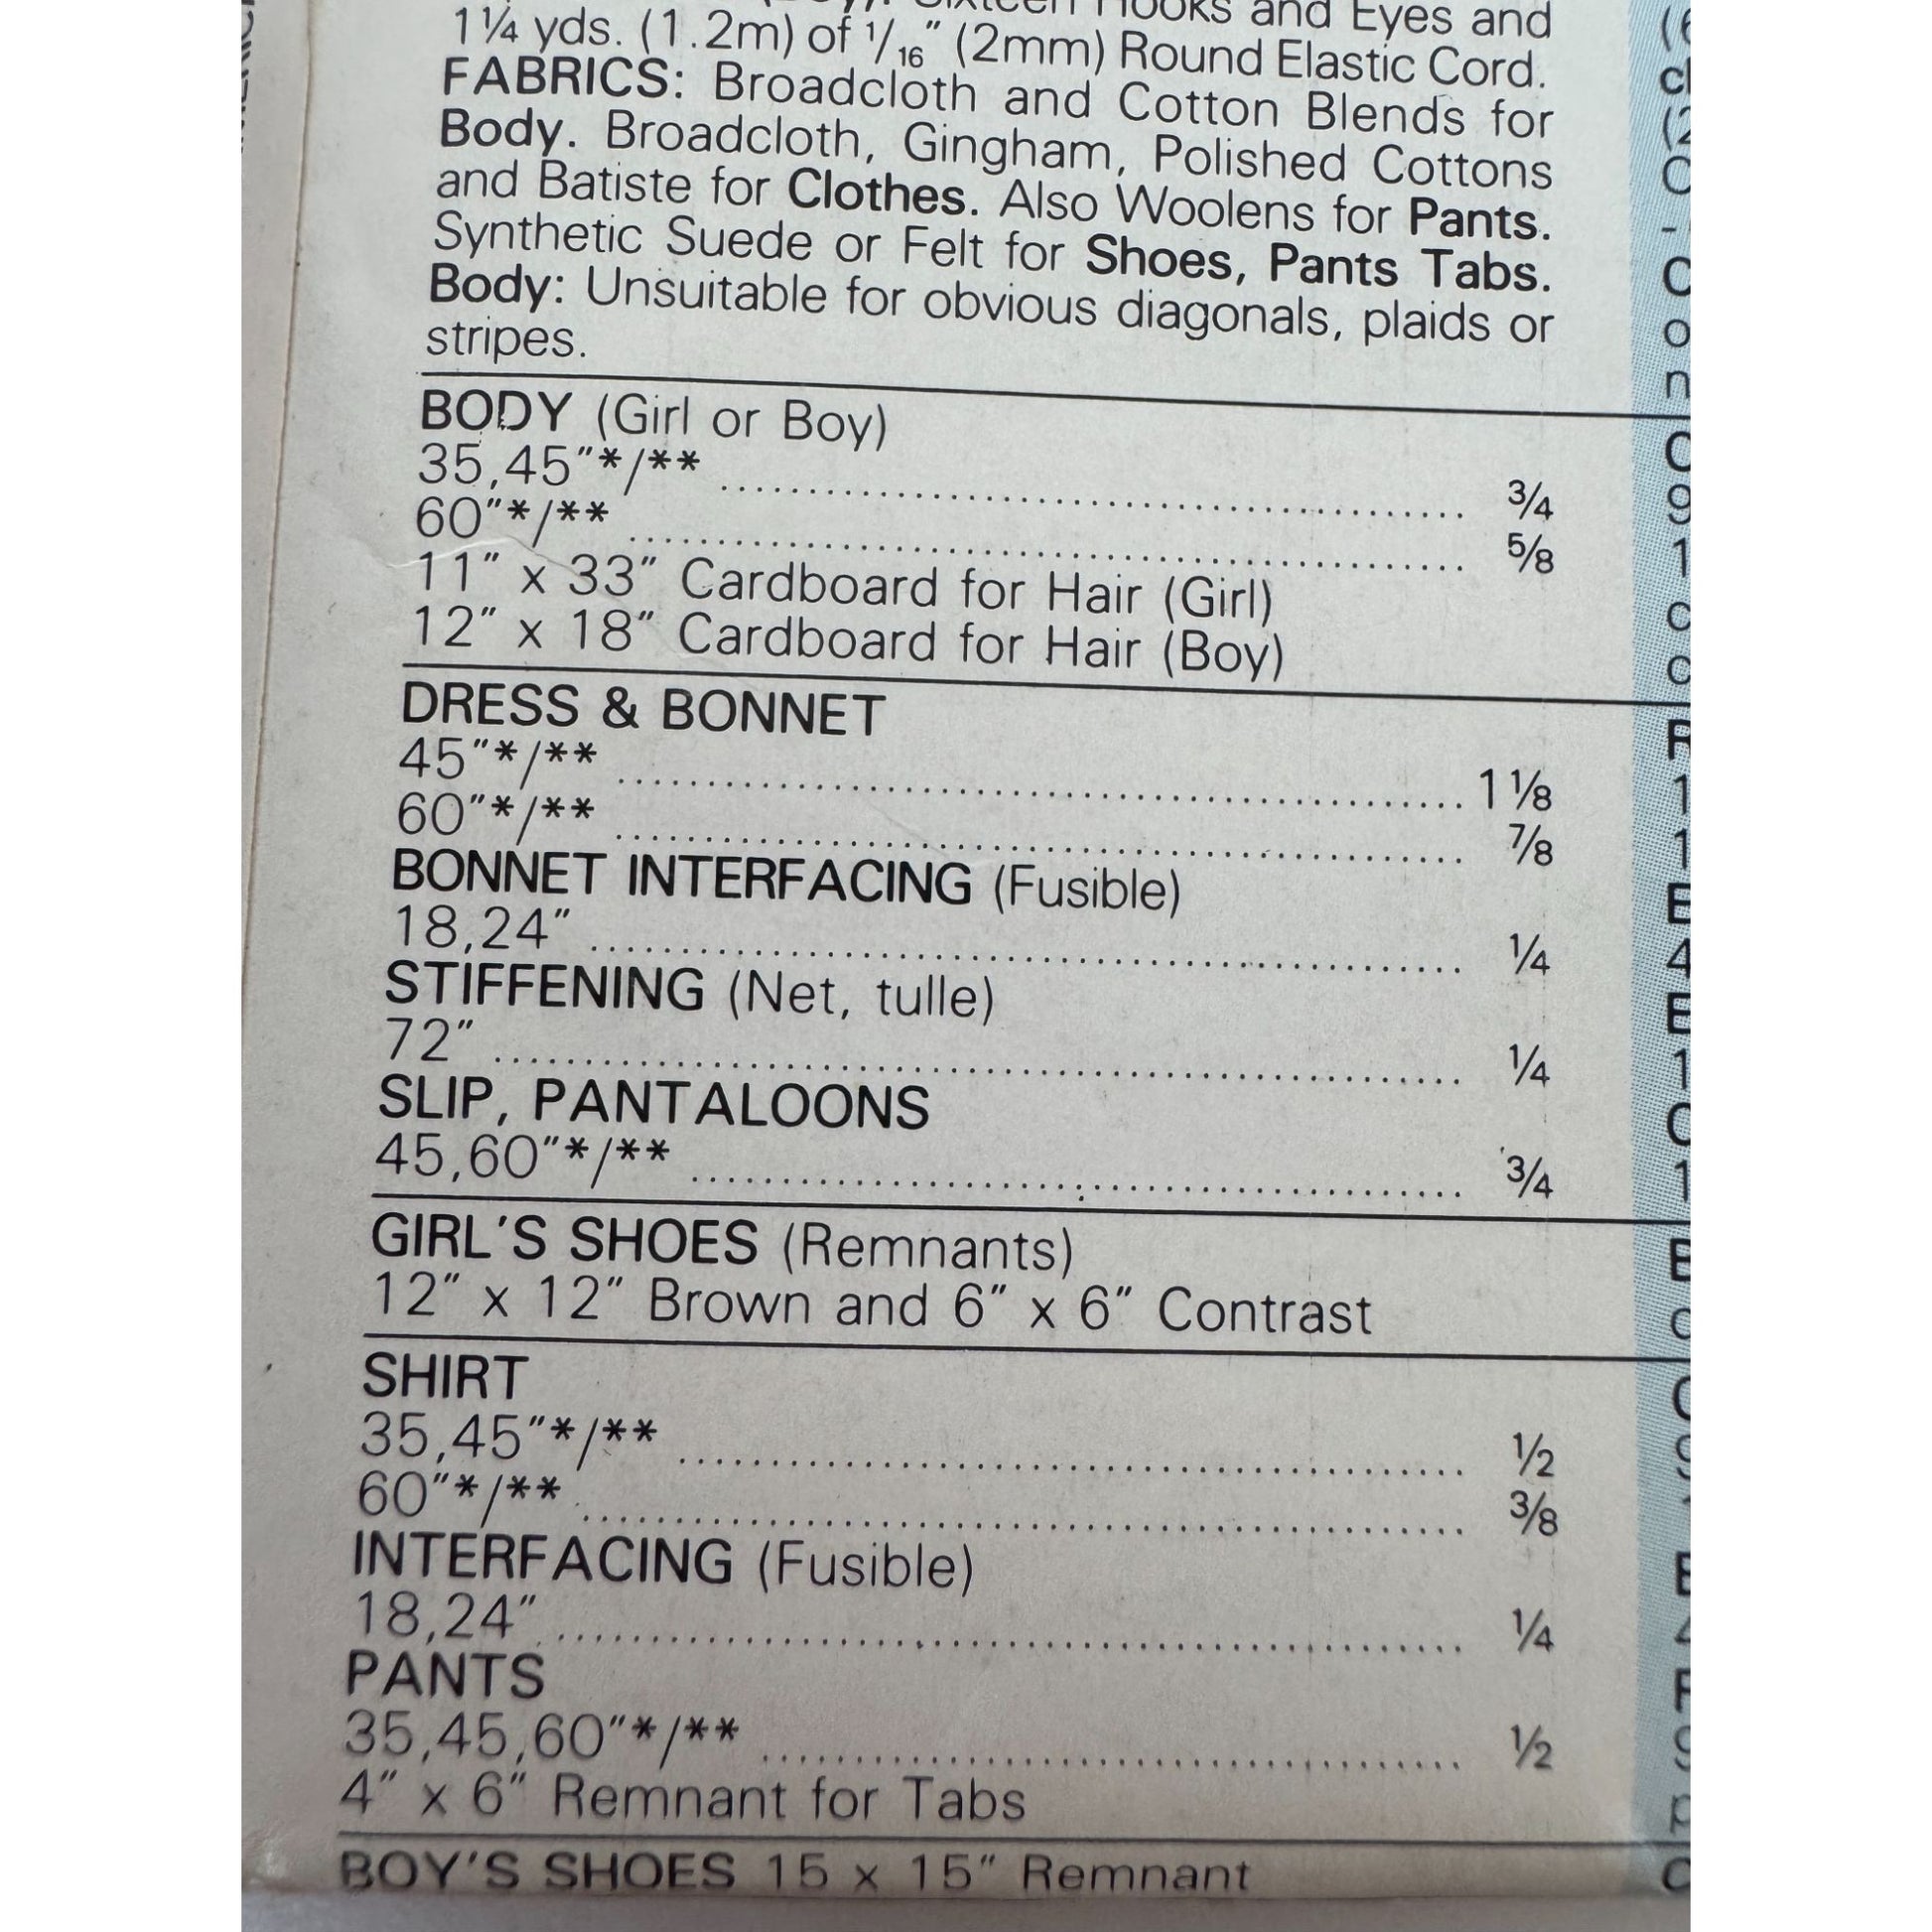 Hooks and Eyes and
1¼ yds. (1.2m) of 1/16" (2mm) Round Elastic Cord.
FABRICS: Broadcloth and Cotton Blends for
Body. Broadcloth, Gingham, Polished Cottons
and Batiste for Clothes. Also Woolens for Pants.
Synthetic Suede or Felt for Shoes, Pants Tabs.
Body: Unsuitable for obvious diagonals, plaids or
stripes.
BODY (Girl or Boy)
35,45"*/** ........ ¾
60"*/** ........ ⅝
11" x 33" Cardboard for Hair (Girl)
12" x 18" Cardboard for Hair (Boy)
DRESS & BONNET
45"*/** ........ 1⅛
60"*/** ........ ⅞
BONNET INTERFACING (Fusible)
18,24" ........ ¼
STIFFENING (Net, tulle)
72" ........ ¼
SLIP, PANTALOONS
45,60"*/** ........ ¾
GIRL'S SHOES (Remnants)
12" x 12" Brown and 6" x 6" Contrast
SHIRT
35,45"*/** ........ ½
60"*/** ........ ⅜
INTERFACING (Fusible)
18,24" ........ ¼
PANTS
35,45,60"*/** ........ ½
4" x 6" Remnant for Tabs
BOY'S SHOES 15 x 15" Remnant